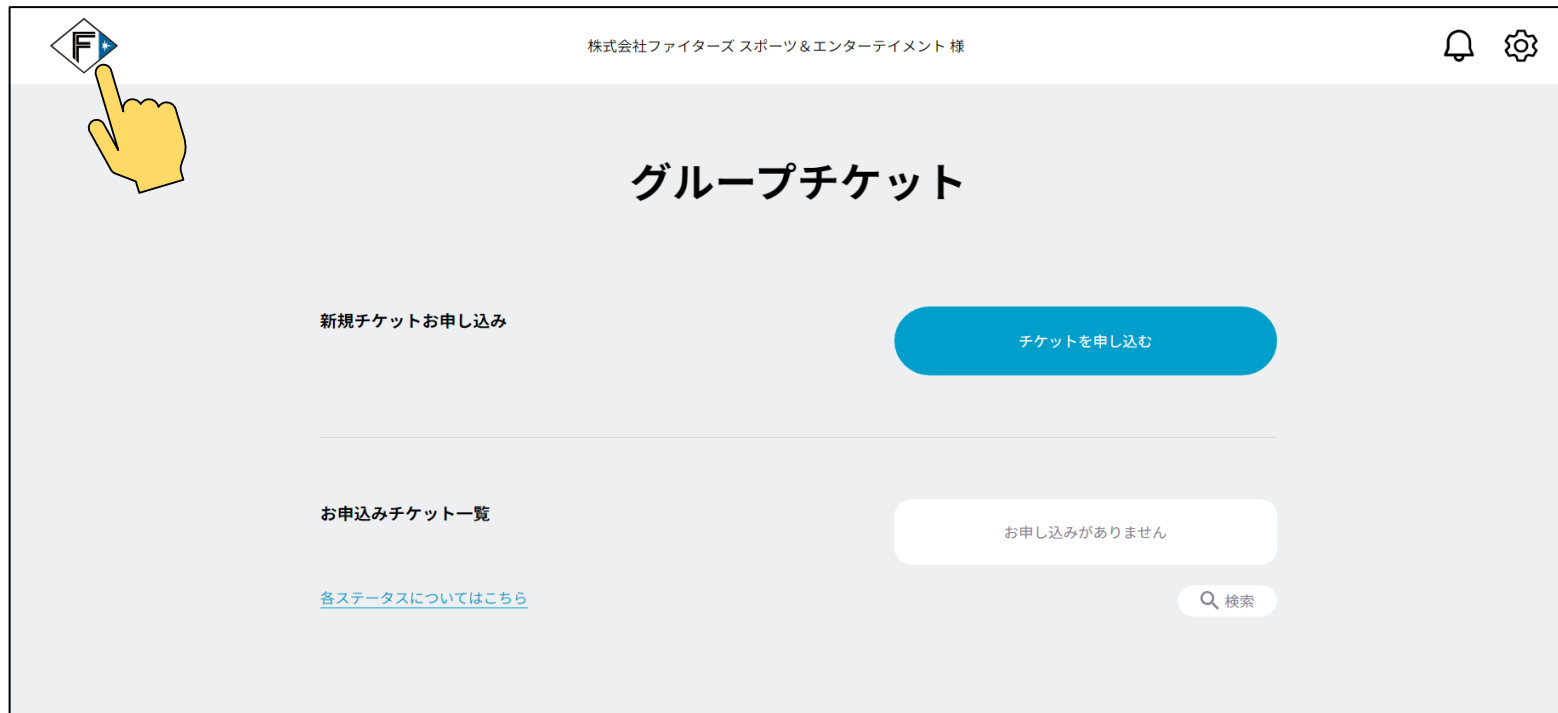 F
株式会社ファイターズ スポーツ＆エンターテイメント 様
グループチケット
新規チケットお申し込み
チケットを申し込む
お申込みチケット一覧
お申し込みがありません
各ステータスについてはこちら
検索